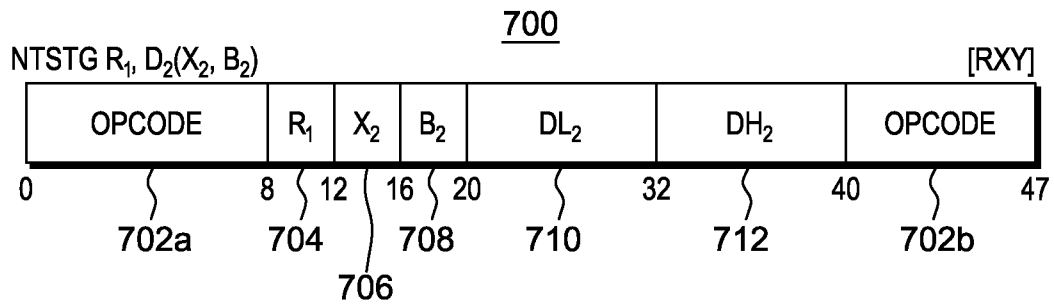 700
NTSTG R₁, D₂(X₂, B₂) [RXY]
OPCODE R₁ X₂ B₂ DL₂ DH₂ OPCODE
0 8 12 16 20 32 40 47
702a 704 708 710 712 702b
706